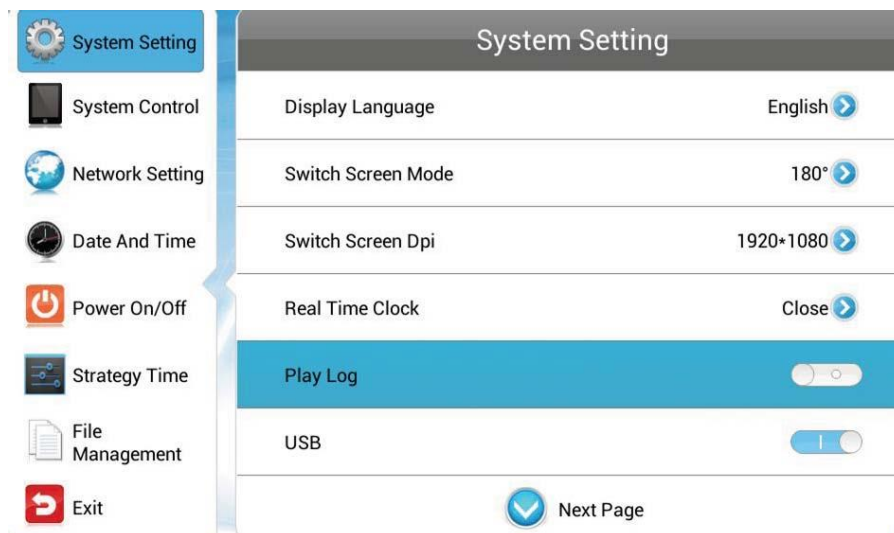 System Setting
System Control
Network Setting
Date And Time
Power On/Off
Strategy Time
File
Management
Exit
System Setting
Display Language English
Switch Screen Mode 180°
Switch Screen Dpi 1920*1080
Real Time Clock Close
Play Log
USB
Next Page